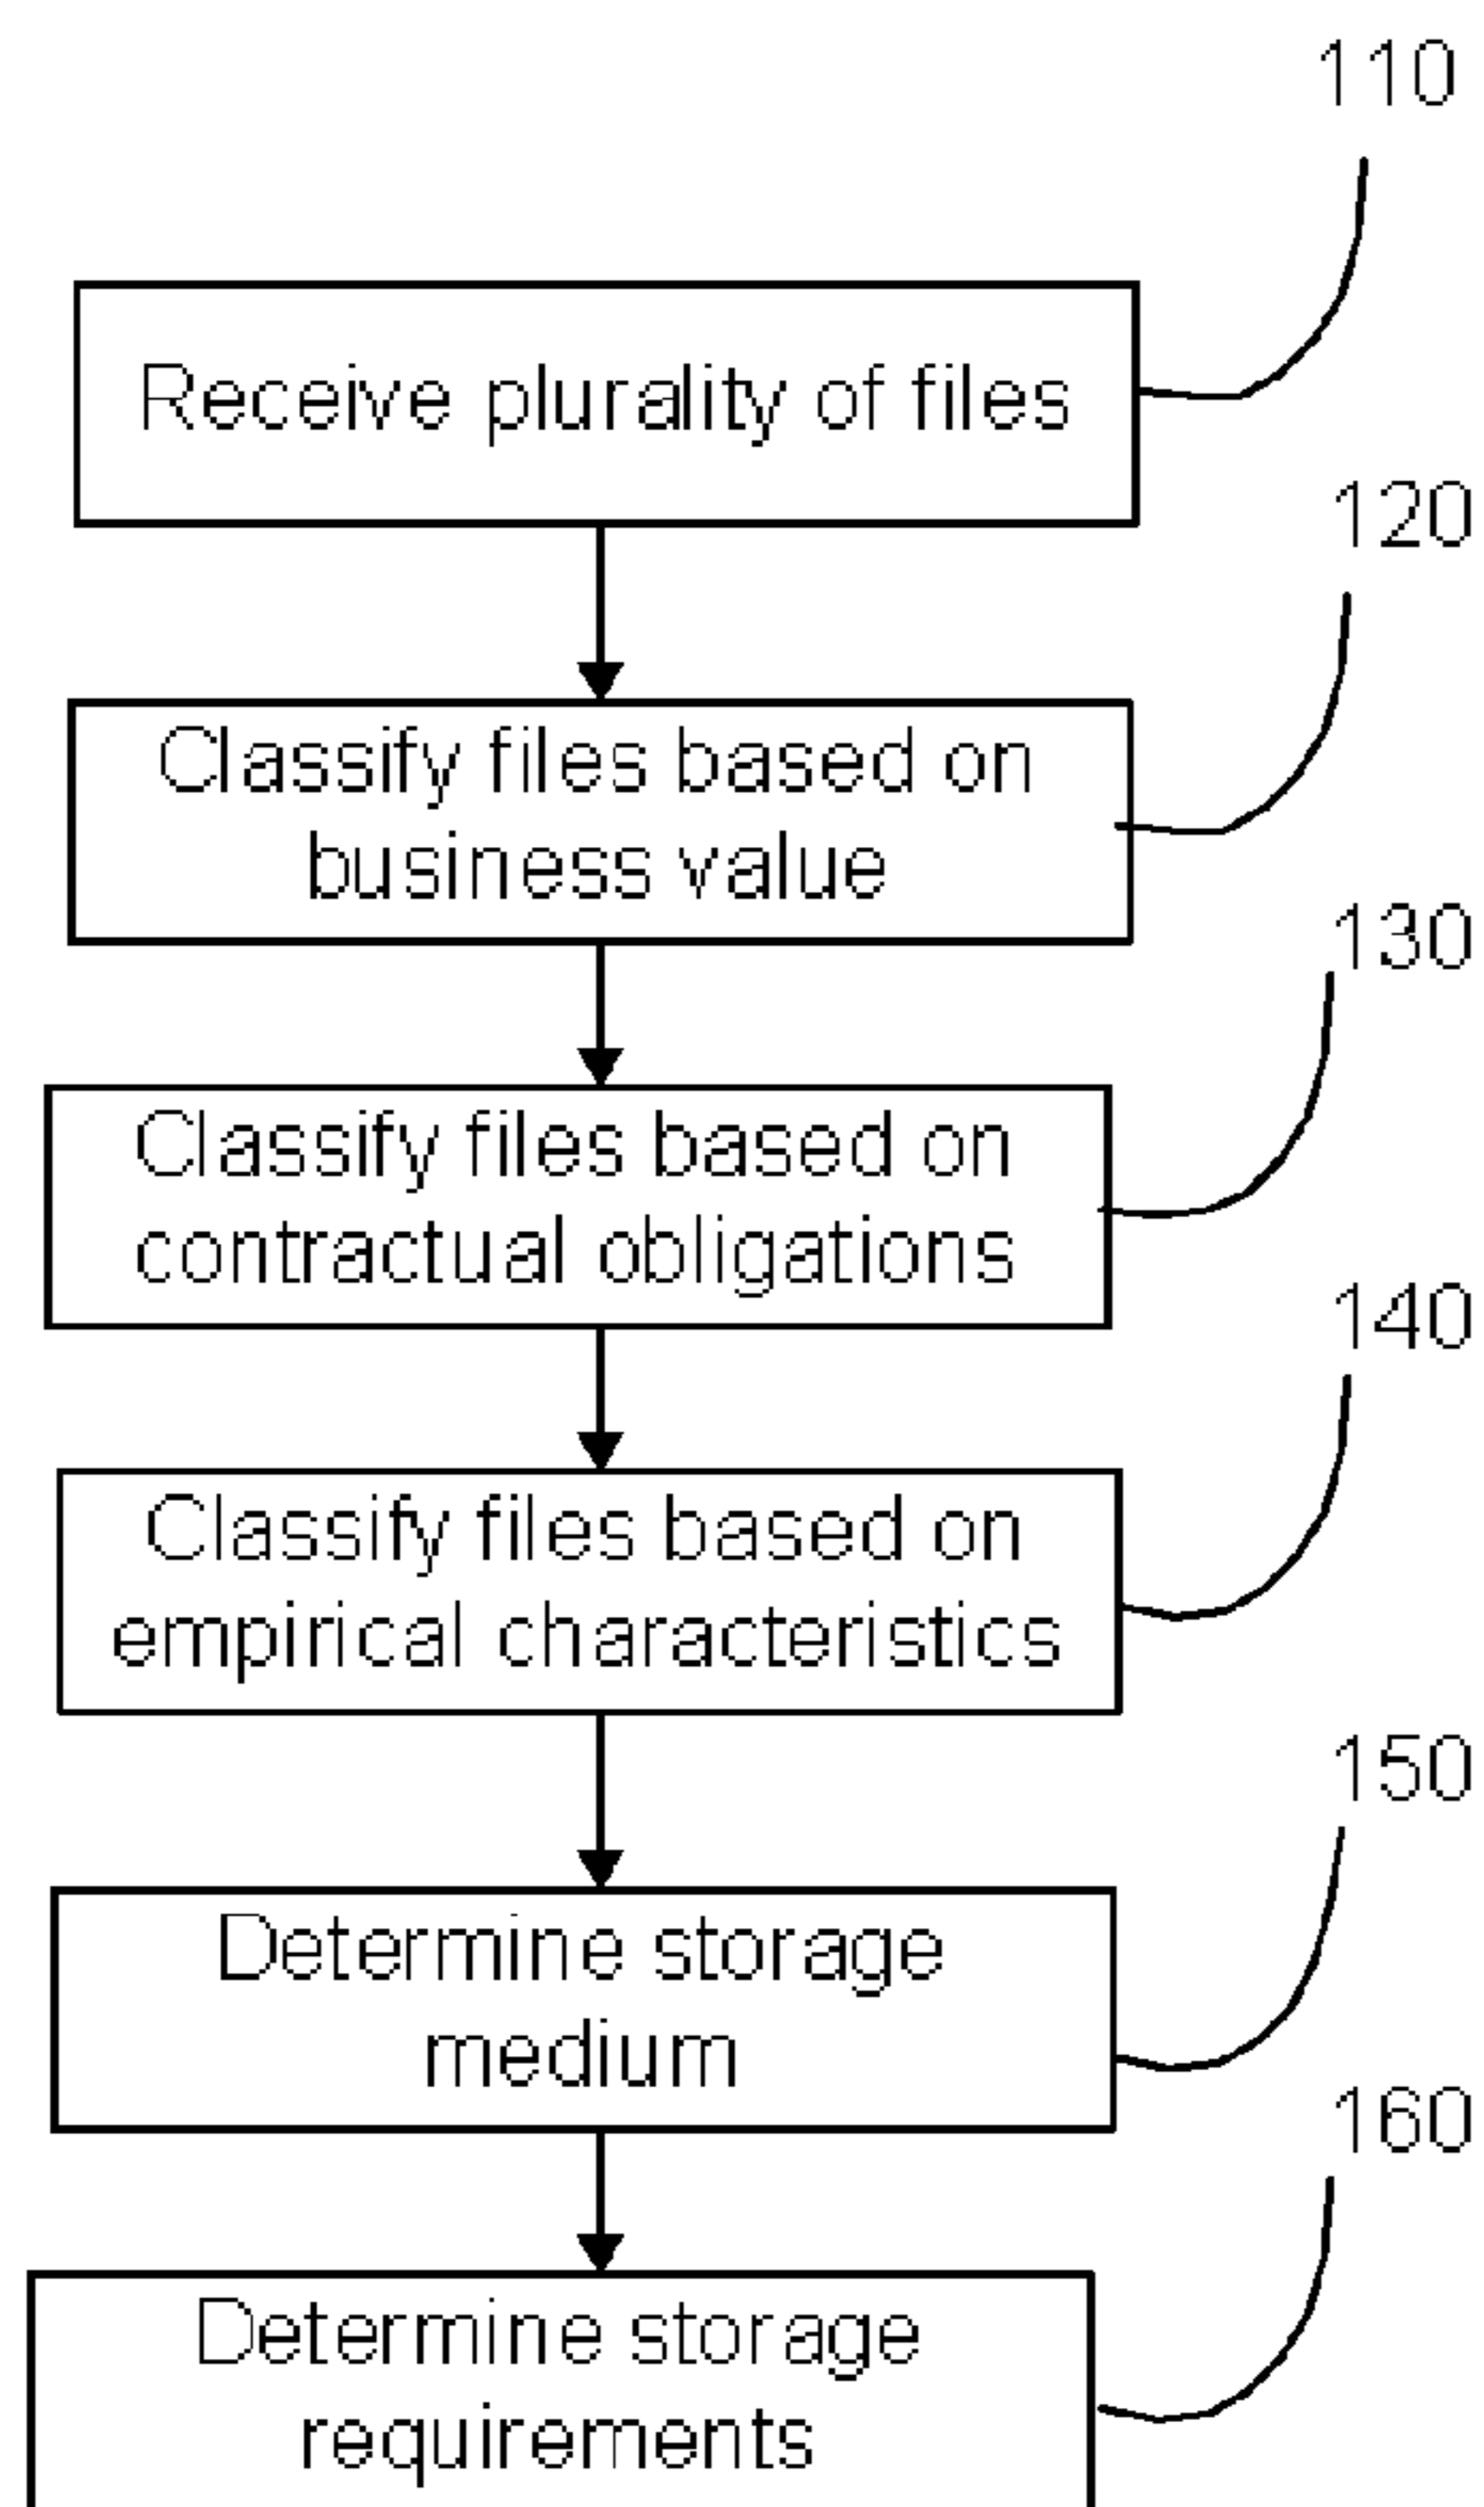 110
Receive plurality of files
120
Classify files based on
business value
130
Classify files based on
contractual obligations
140
Classify files based on
empirical characteristics
150
Determine storage
medium
160
Determine storage
requirements